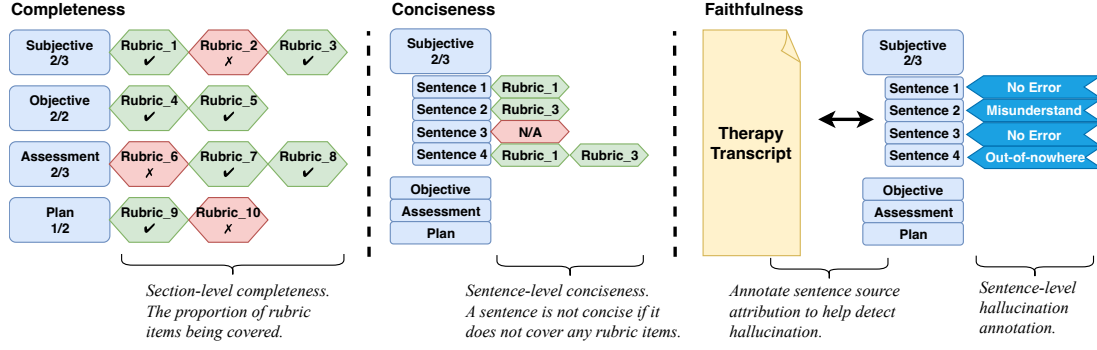 Completeness
Subjective
2/3
Rubric_1
✔
Rubric_2
✗
Rubric_3
✔
Objective
2/2
Rubric_4
✔
Rubric_5
✔
Assessment
2/3
Rubric_6
✗
Rubric_7
✔
Rubric_8
✔
Plan
1/2
Rubric_9
✔
Rubric_10
✗
Section-level completeness.
The proportion of rubric
items being covered.
Conciseness
Subjective
2/3
Sentence 1
Rubric_1
Sentence 2
Rubric_3
Sentence 3
N/A
Sentence 4
Rubric_1
Rubric_3
Objective
Assessment
Plan
Sentence-level conciseness.
A sentence is not concise if it
does not cover any rubric items.
Faithfulness
Therapy
Transcript
Subjective
2/3
Sentence 1
No Error
Sentence 2
Misunderstand
Sentence 3
No Error
Sentence 4
Out-of-nowhere
Objective
Assessment
Plan
Annotate sentence source
attribution to help detect
hallucination.
Sentence-level
hallucination
annotation.